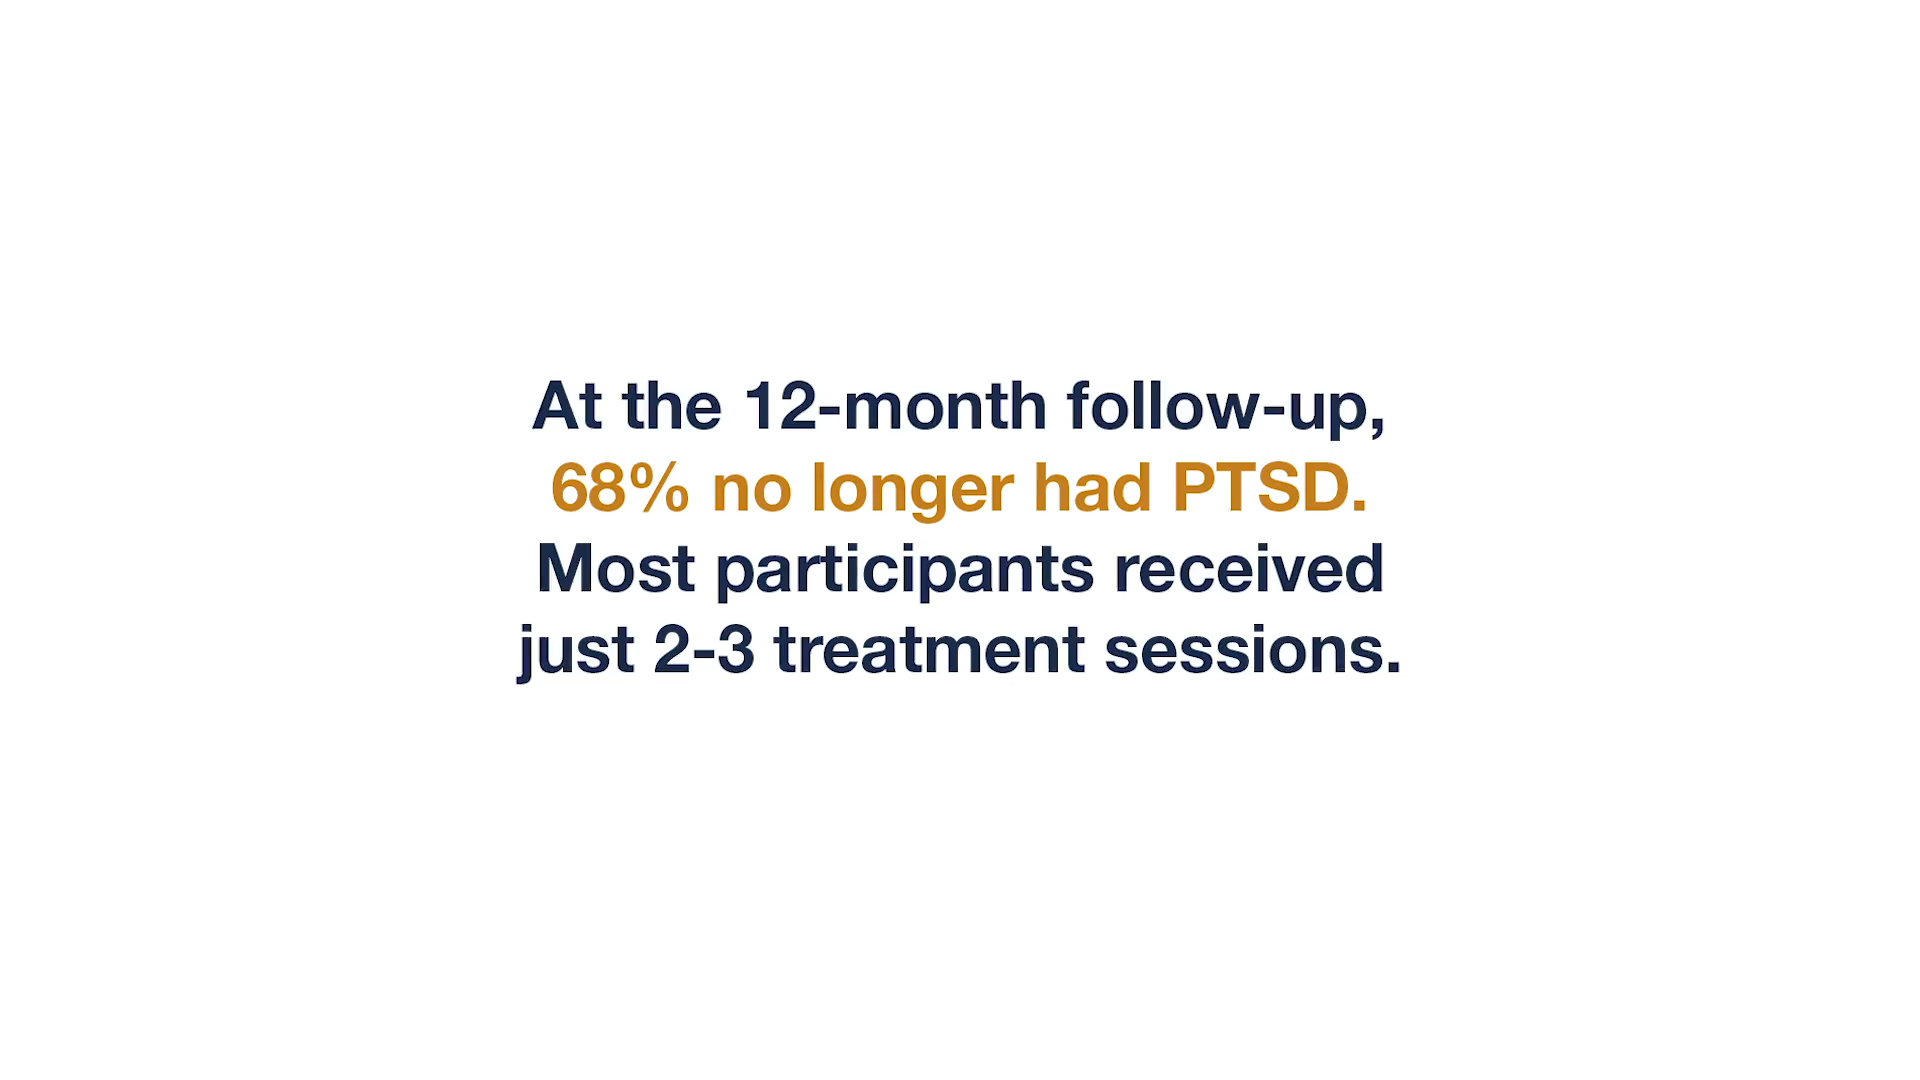 At the 12-month follow-up,
68% no longer had PTSD.
Most participants received
just 2-3 treatment sessions.